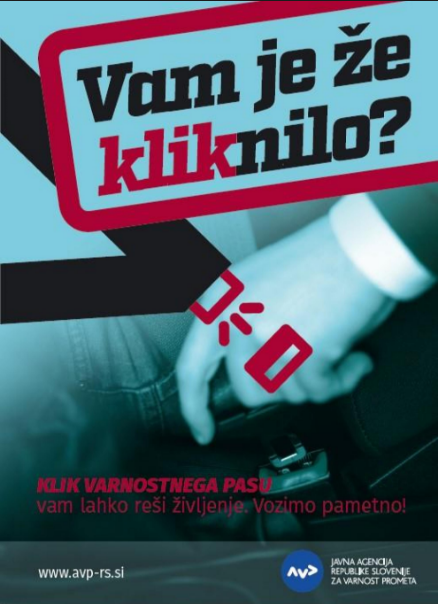 Vam je že
kliknilo?
KLIK VARNOSTNEGA PASU
vam lahko reši življenje. Vozimo pametno!
www.avp-rs.si
AVP
JAVNA AGENCIJA
REPUBLIKE SLOVENIJE
ZA VARNOST PROMETA